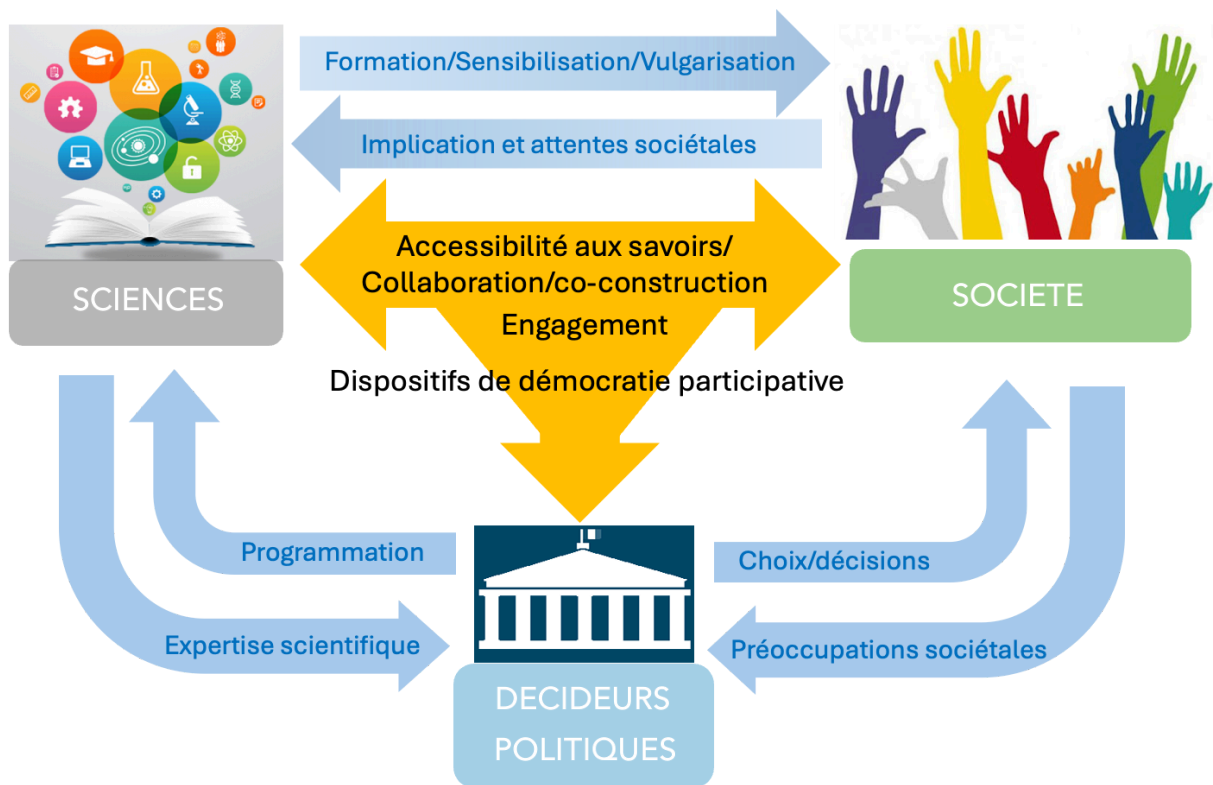 Formation/Sensibilisation/Vulgarisation
Implication et attentes sociétales
Accessibilité aux savoirs/
Collaboration/co-construction
Engagement
Dispositifs de démocratie participative
SCIENCES
SOCIETE
Programmation
Choix/décisions
Expertise scientifique
Préoccupations sociétales
DECIDEURS
POLITIQUES